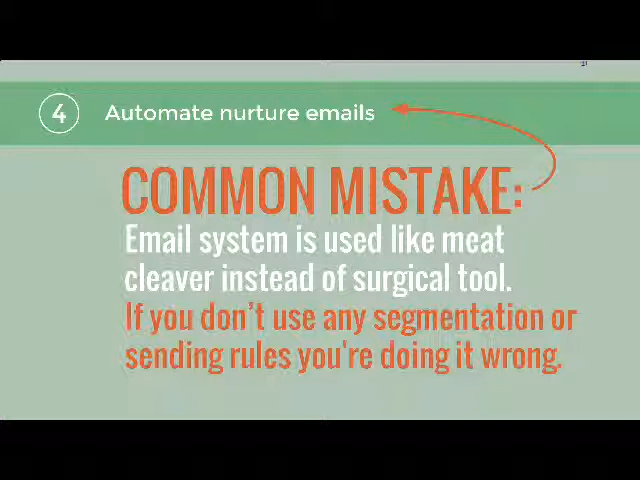 4 Automate nurture emails
COMMON MISTAKE:
Email system is used like meat
cleaver instead of surgical tool.
If you don't use any segmentation or
sending rules you're doing it wrong.